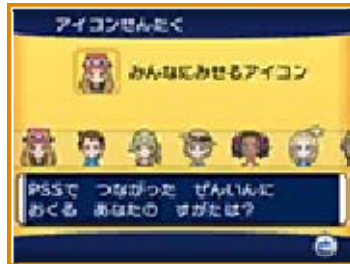 アイコンせんたく
みんなにみせるアイコン
PSSで つながった ぜんいんに
おくる あなたの すがたは？